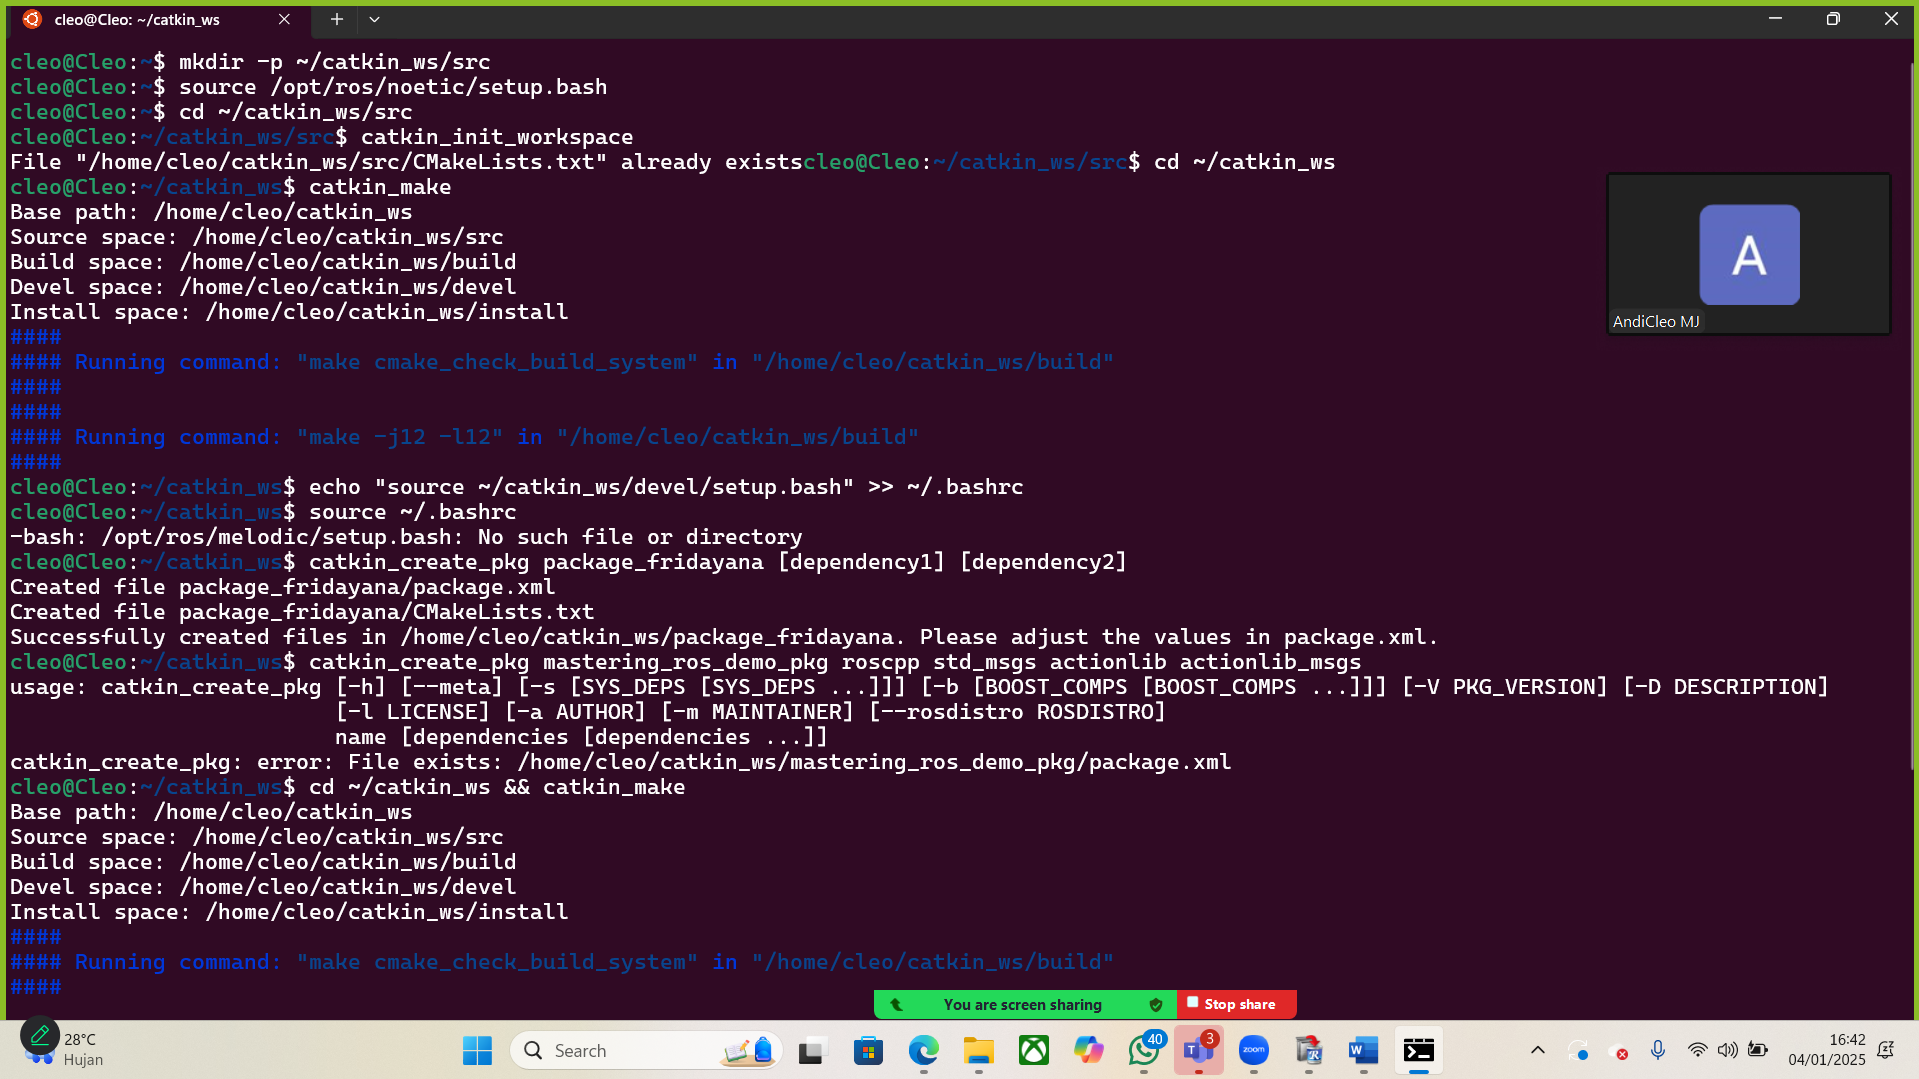 cleo@Cleo: ~/catkin_ws
cleo@Cleo:~$ mkdir -p ~/catkin_ws/src
cleo@Cleo:~$ source /opt/ros/noetic/setup.bash
cleo@Cleo:~$ cd ~/catkin_ws/src
cleo@Cleo:~/catkin_ws/src$ catkin_init_workspace
File "/home/cleo/catkin_ws/src/CMakeLists.txt" already existscleo@Cleo:~/catkin_ws/src$ cd ~/catkin_ws
cleo@Cleo:~/catkin_ws$ catkin_make
Base path: /home/cleo/catkin_ws
Source space: /home/cleo/catkin_ws/src
Build space: /home/cleo/catkin_ws/build
Devel space: /home/cleo/catkin_ws/devel
Install space: /home/cleo/catkin_ws/install
####
#### Running command: "make cmake_check_build_system" in "/home/cleo/catkin_ws/build"
####
####
#### Running command: "make -j12 -l12" in "/home/cleo/catkin_ws/build"
####
cleo@Cleo:~/catkin_ws$ echo "source ~/catkin_ws/devel/setup.bash" >> ~/.bashrc
cleo@Cleo:~/catkin_ws$ source ~/.bashrc
-bash: /opt/ros/melodic/setup.bash: No such file or directory
cleo@Cleo:~/catkin_ws$ catkin_create_pkg package_fridayana [dependency1] [dependency2]
Created file package_fridayana/package.xml
Created file package_fridayana/CMakeLists.txt
Successfully created files in /home/cleo/catkin_ws/package_fridayana. Please adjust the values in package.xml.
cleo@Cleo:~/catkin_ws$ catkin_create_pkg mastering_ros_demo_pkg roscpp std_msgs actionlib actionlib_msgs
usage: catkin_create_pkg [-h] [--meta] [-s [SYS_DEPS [SYS_DEPS ...]]] [-b [BOOST_COMPS [BOOST_COMPS ...]]] [-V PKG_VERSION] [-D DESCRIPTION]
[-l LICENSE] [-a AUTHOR] [-m MAINTAINER] [--rosdistro ROSDISTRO]
name [dependencies [dependencies ...]]
catkin_create_pkg: error: File exists: /home/cleo/catkin_ws/mastering_ros_demo_pkg/package.xml
cleo@Cleo:~/catkin_ws$ cd ~/catkin_ws && catkin_make
Base path: /home/cleo/catkin_ws
Source space: /home/cleo/catkin_ws/src
Build space: /home/cleo/catkin_ws/build
Devel space: /home/cleo/catkin_ws/devel
Install space: /home/cleo/catkin_ws/install
####
#### Running command: "make cmake_check_build_system" in "/home/cleo/catkin_ws/build"
####
A
AndiCleo MJ
You are screen sharing
Stop share
28°C
Hujan
Search
40
3
zoom
16:42
04/01/2025